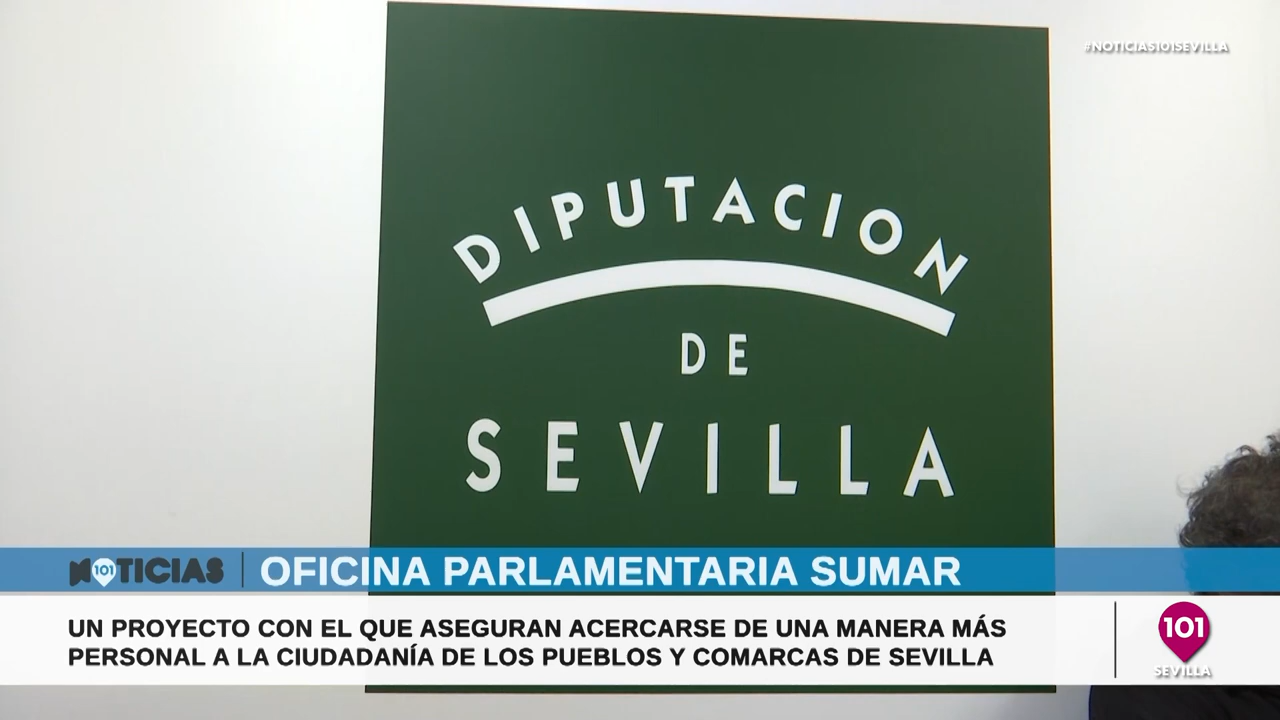 #NOTICIAS101SEVILLA
DIPUTACION
DE
SEVILLA
NOTICIAS
101
OFICINA PARLAMENTARIA SUMAR
UN PROYECTO CON EL QUE ASEGURAN ACERCARSE DE UNA MANERA MÁS
PERSONAL A LA CIUDADANÍA DE LOS PUEBLOS Y COMARCAS DE SEVILLA
101
SEVILLA